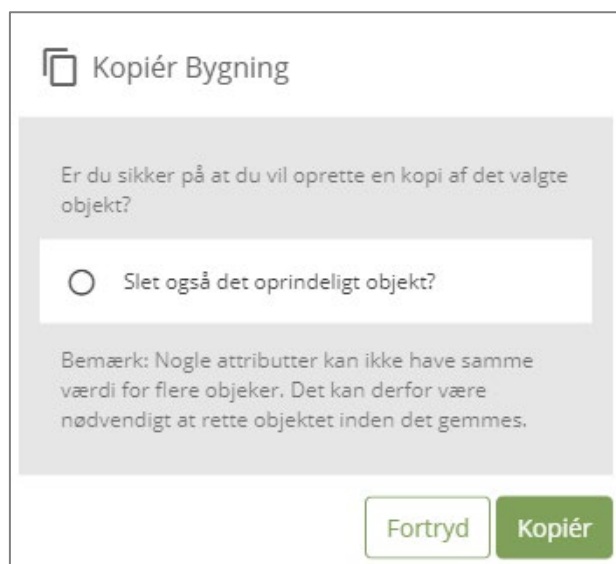 Kopiér Bygning
Er du sikker på at du vil oprette en kopi af det valgte
objekt?
Slet også det oprindeligt objekt?
Bemærk: Nogle attributter kan ikke have samme
værdi for flere objeker. Det kan derfor være
nødvendigt at rette objektet inden det gemmes.
Fortryd
Kopiér